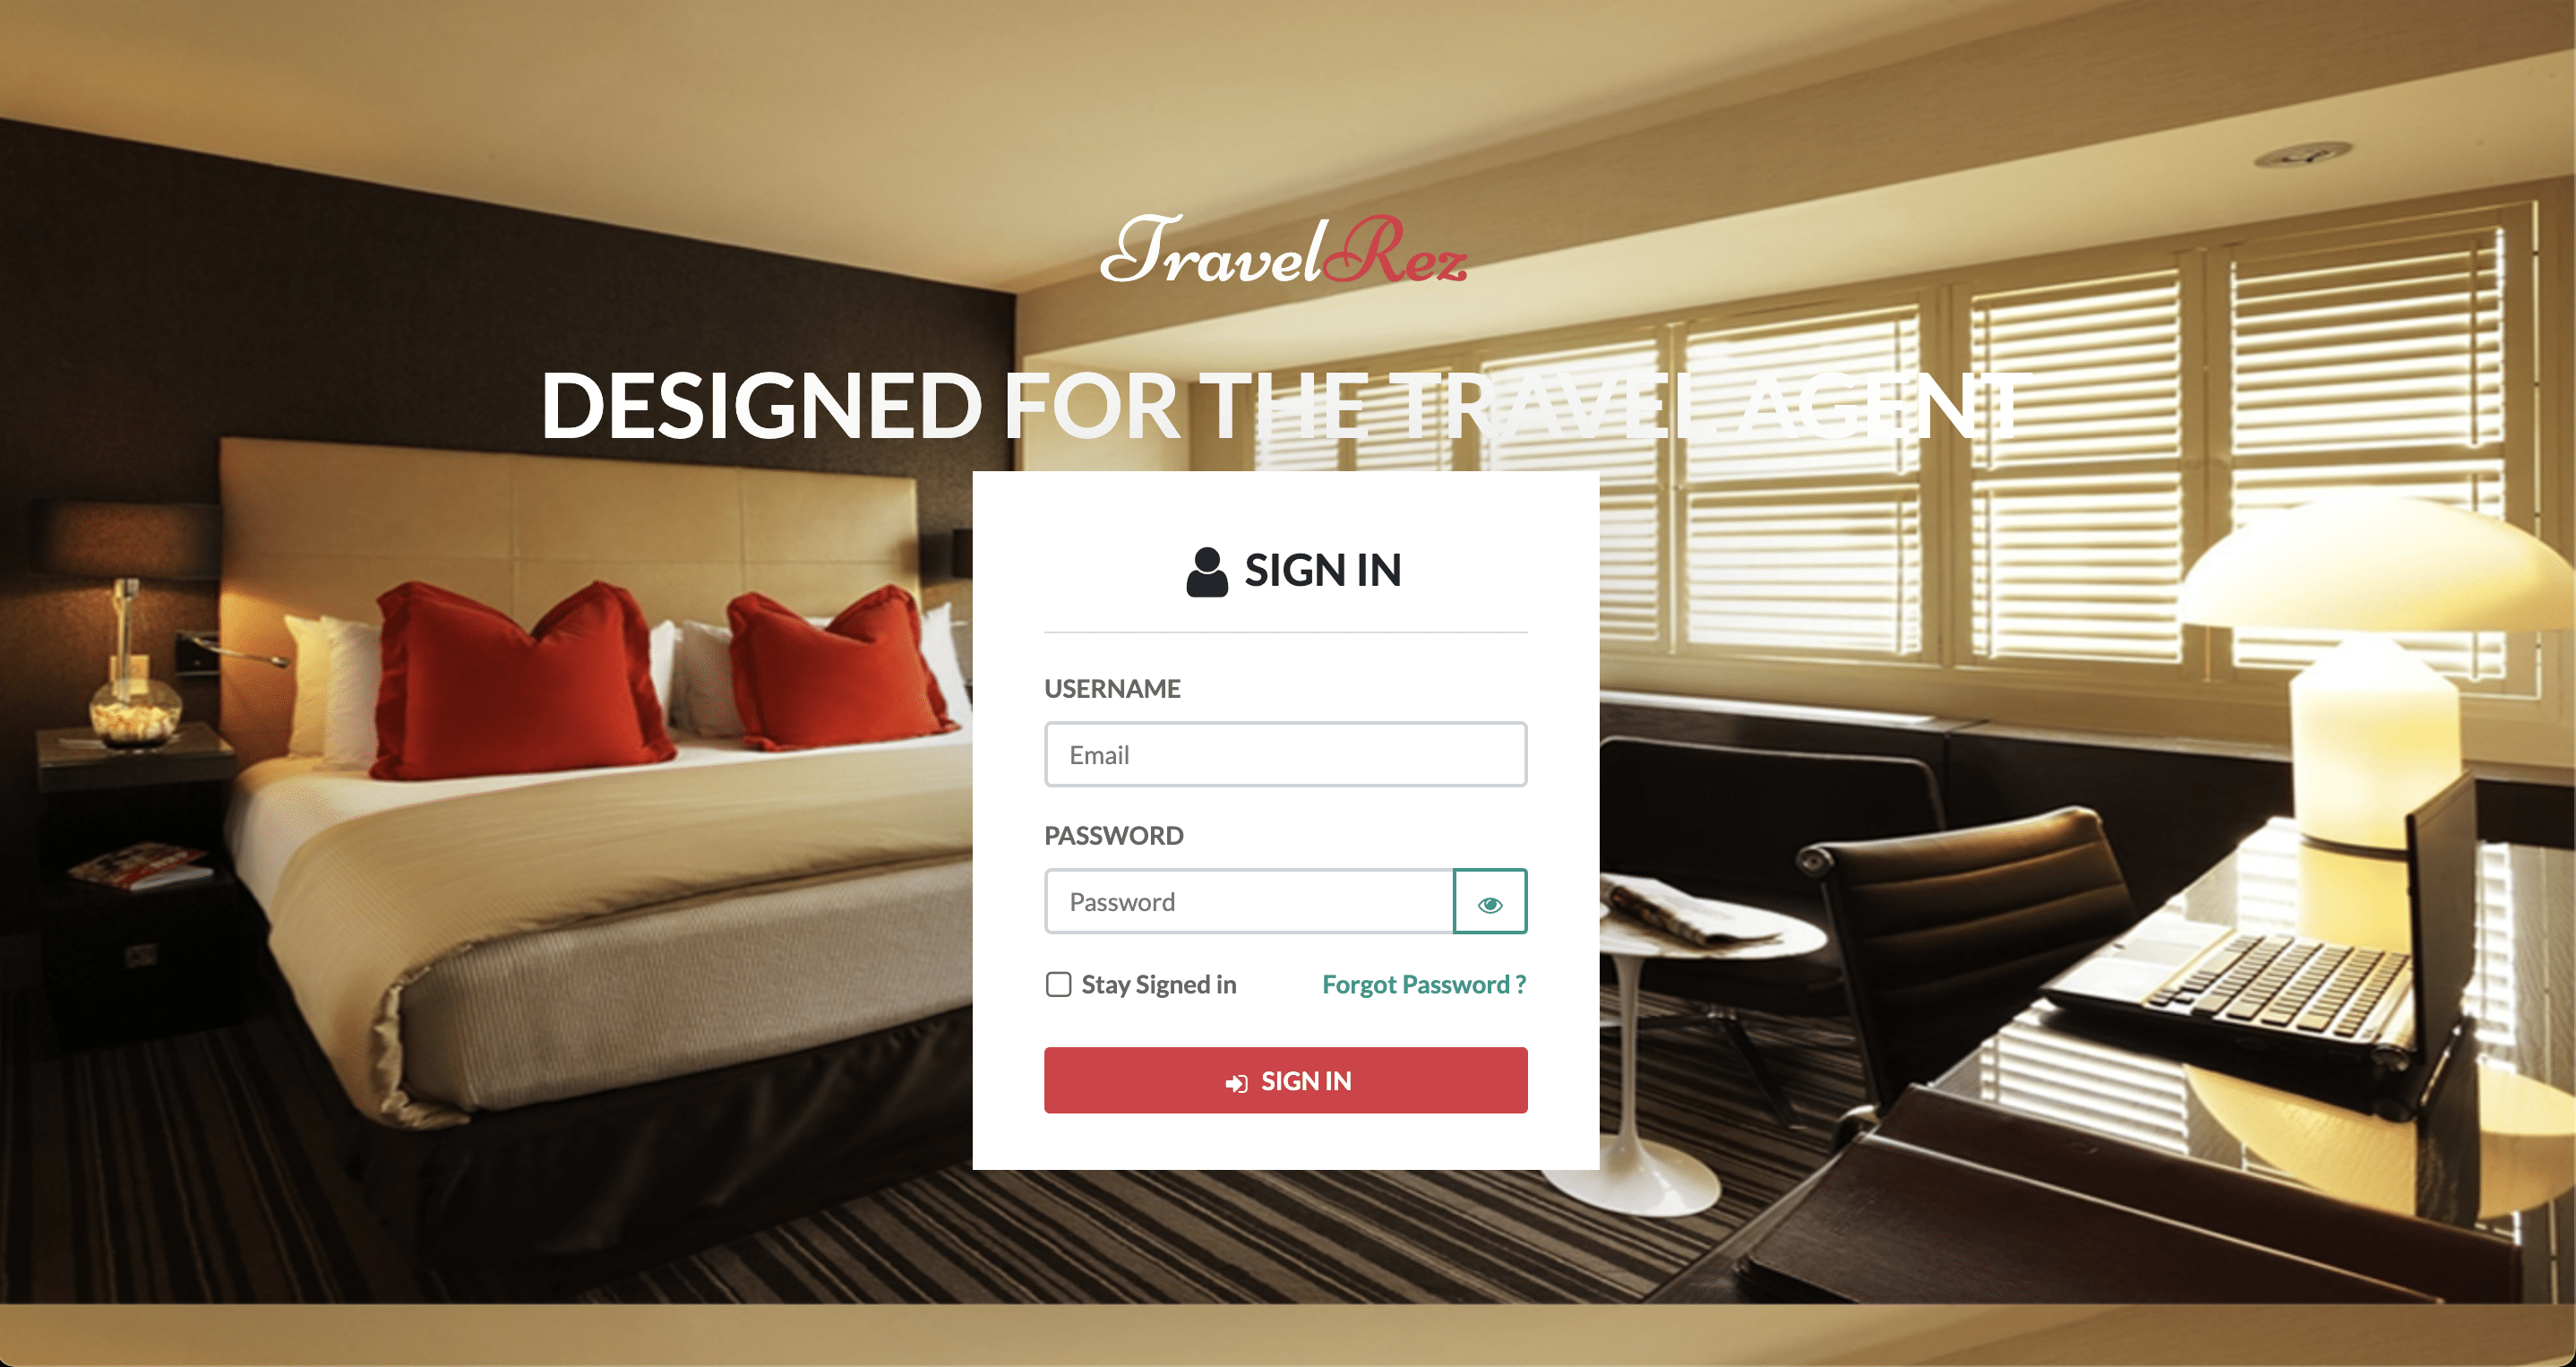 TravelRez
DESIGNED FOR THE TRAVEL AGENT
SIGN IN
USERNAME
Email
PASSWORD
Password
Stay Signed in
Forgot Password ?
SIGN IN